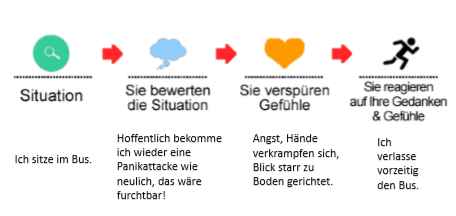 Situation
Sie bewerten
die Situation
Sie verspüren
Gefühle
Sie reagieren
auf Ihre Gedanken
& Gefühle
Ich sitze im Bus.
Hoffentlich bekomme
ich wieder eine
Panikattacke wie
neulich, das wäre
furchtbar!
Angst, Hände
verkrampfen sich,
Blick starr zu
Boden gerichtet.
Ich
verlasse
vorzeitig
den Bus.